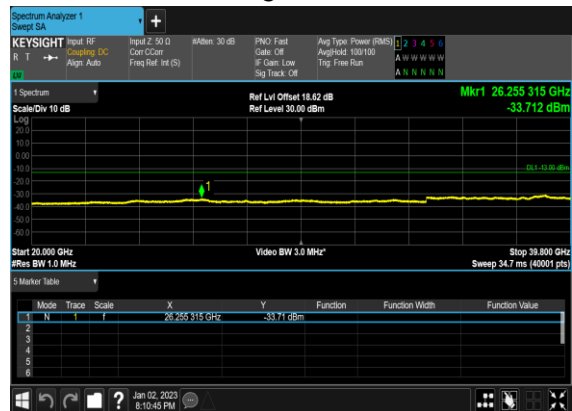 Spectrum Analyzer 1
Swept SA
+
KEYSIGHT Input: RF Input Z: 50 Ω #Atten: 30 dB PNO: Fast Avg Type: Power (RMS) 1 2 3 4 5 6
R T Coupling: DC Corr CCorr Gate: Off Avg|Hold: 100/100 A W W W W W
Align: Auto Freq Ref: Int (S) IF Gain: Low Trig: Free Run
Sig Track: Off A N N N N N
1 Spectrum Ref Lvl Offset 18.62 dB Mkr1 26.255 315 GHz
Scale/Div 10 dB Ref Level 30.00 dBm -33.712 dBm
Log
20.0
10.0
0.00
-10.0
DL1 -13.00 dBm
-20.0
1
-30.0
-40.0
-50.0
-60.0
Start 20.000 GHz Video BW 3.0 MHz* Stop 39.800 GHz
#Res BW 1.0 MHz Sweep 34.7 ms (40001 pts)
5 Marker Table
Mode Trace Scale X Y Function Function Width Function Value
1 N 1 f 26.255 315 GHz -33.71 dBm
2
3
4
5
6
? Jan 02, 2023
8:10:45 PM